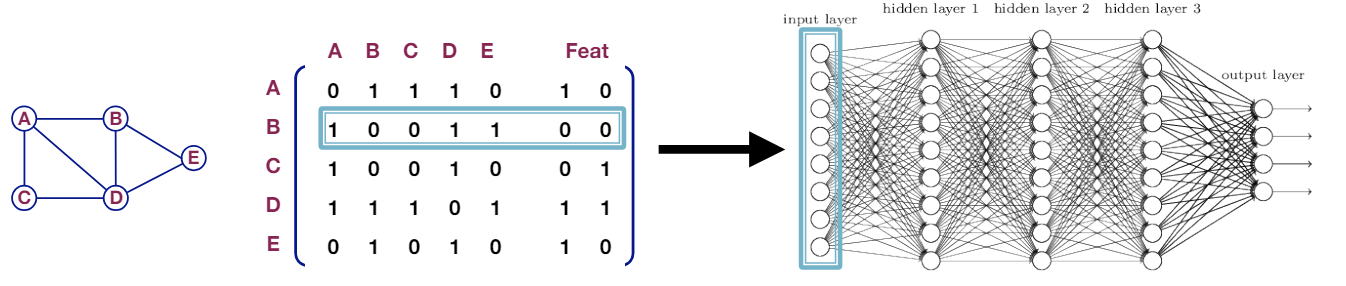 A B
E
C D
A B C D E Feat
A 0 1 1 1 0 1 0
B 1 0 0 1 1 0 0
C 1 0 0 1 0 0 1
D 1 1 1 0 1 1 1
E 0 1 0 1 0 1 0
input layer
hidden layer 1 hidden layer 2 hidden layer 3
output layer